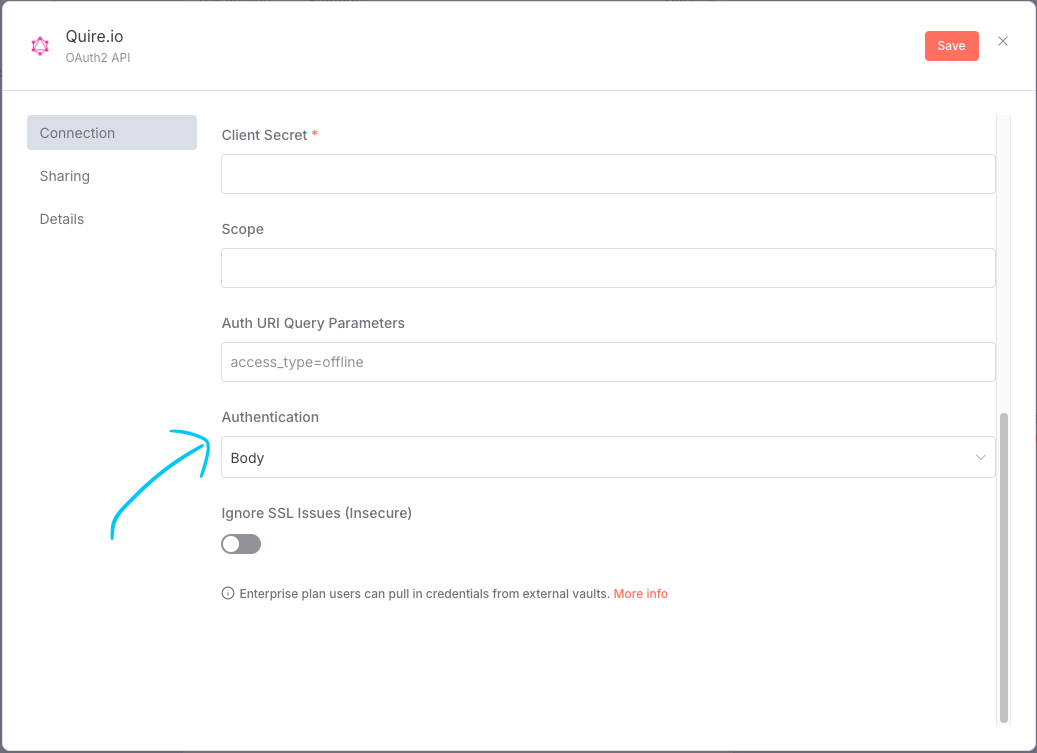 Quire.io
OAuth2 API
Save
Connection
Sharing
Details
Client Secret *
Scope
Auth URI Query Parameters
access_type=offline
Authentication
Body
Ignore SSL Issues (Insecure)
Enterprise plan users can pull in credentials from external vaults. More info